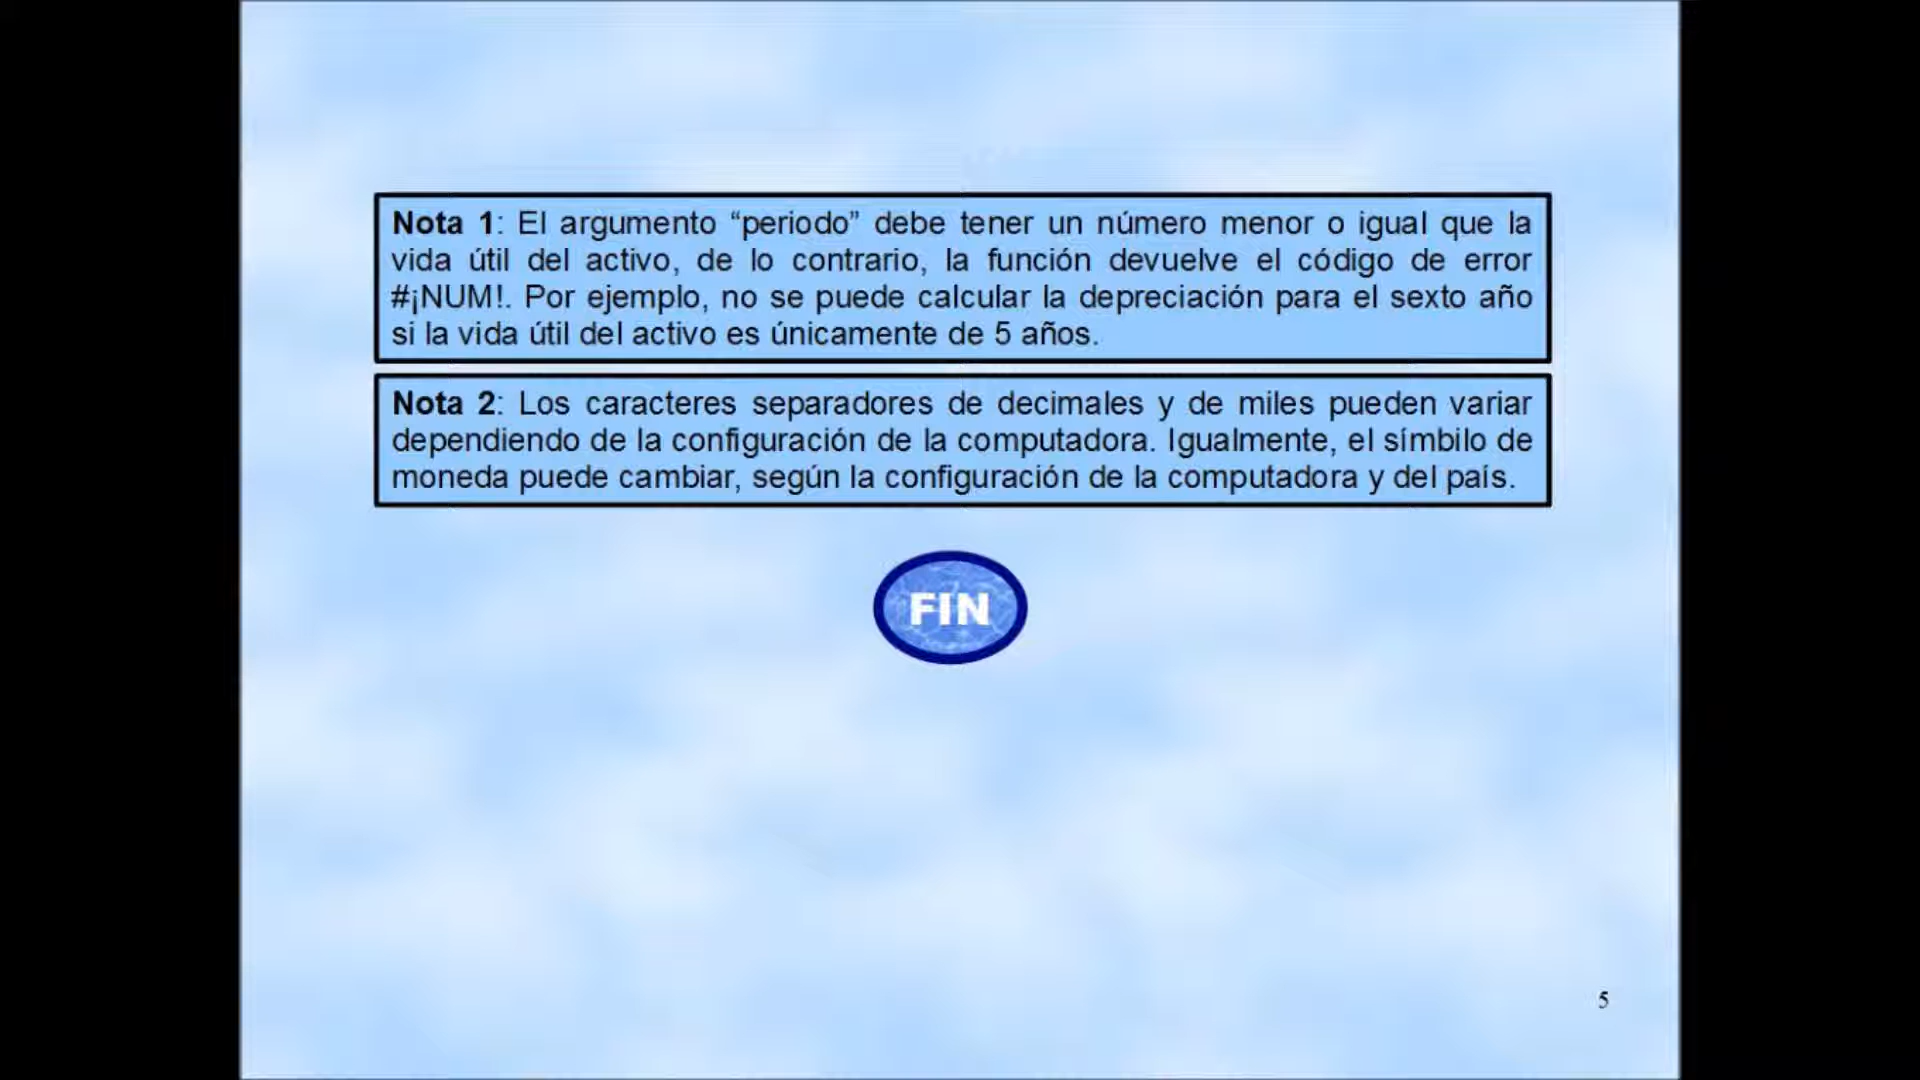 Nota 1: El argumento “periodo” debe tener un número menor o igual que la
vida útil del activo, de lo contrario, la función devuelve el código de error
#¡NUM!. Por ejemplo, no se puede calcular la depreciación para el sexto año
si la vida útil del activo es únicamente de 5 años.
Nota 2: Los caracteres separadores de decimales y de miles pueden variar
dependiendo de la configuración de la computadora. Igualmente, el símbilo de
moneda puede cambiar, según la configuración de la computadora y del país.
FIN
5